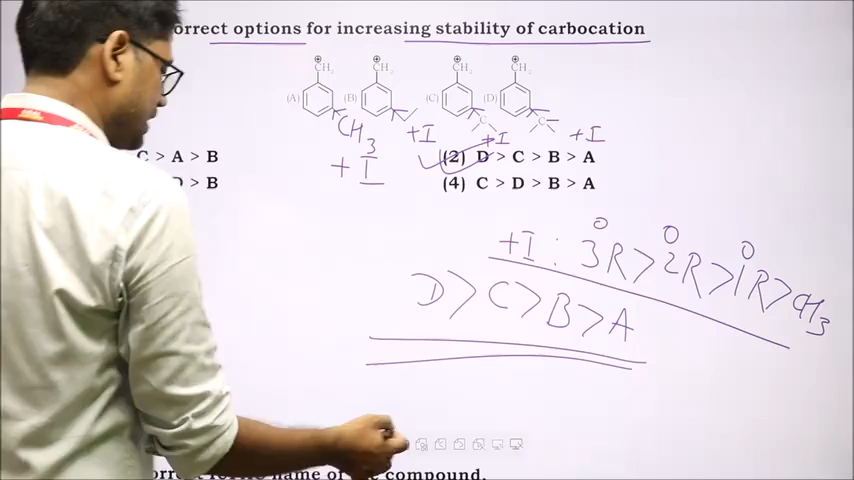 orrect options for increasing stability of carbocation
⊕ ⊕ ⊕ ⊕
CH2 CH2 CH2 CH2
(A) (B) (C) (D)
C C
CH3 +I +I +I
+I
C > A > B (2) D > C > B > A
D > B (4) C > D > B > A
+I : 3°R > 2°R > 1°R > CH3
D > C > B > A
orrect name of the compound.